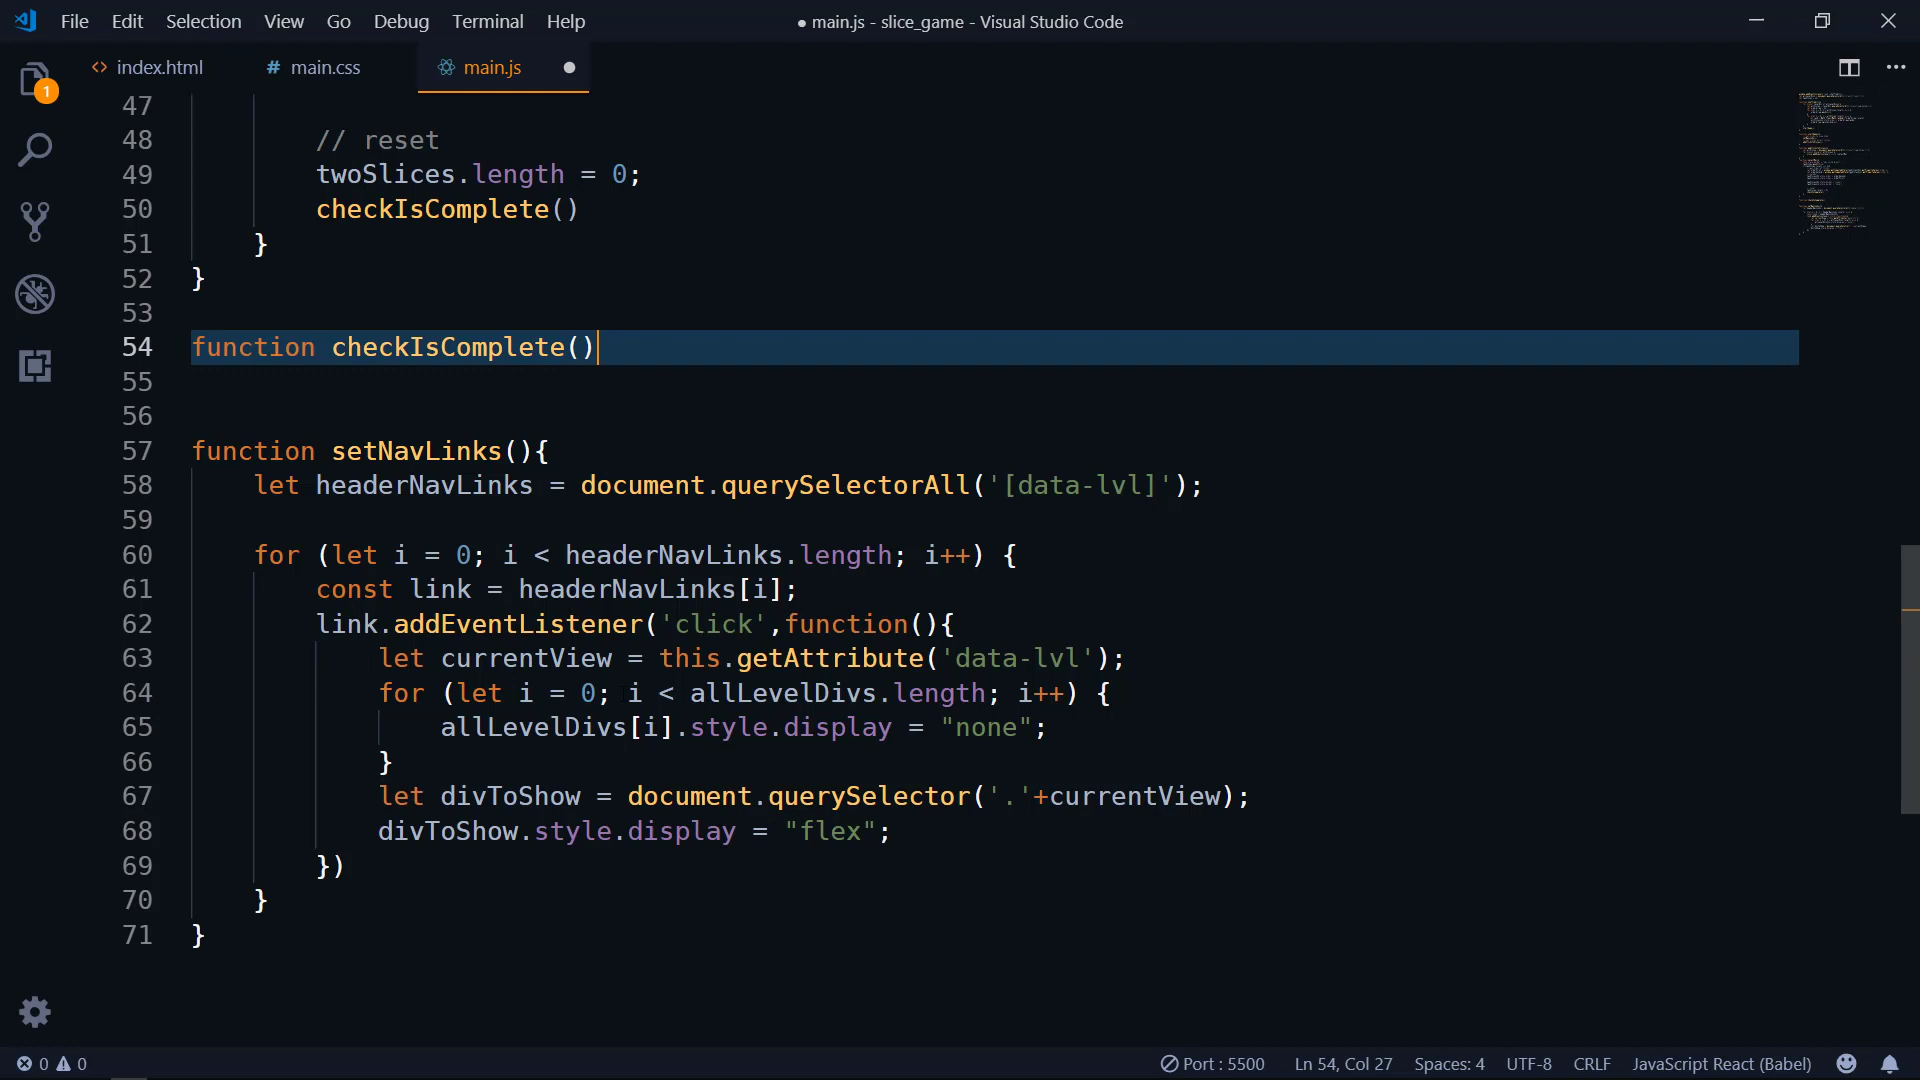 File Edit Selection View Go Debug Terminal Help
● main.js - slice_game - Visual Studio Code
<> index.html # main.css main.js ●
1
47
48 // reset
49 twoSlices.length = 0;
50 checkIsComplete()
51 }
52 }
53
54 function checkIsComplete()
55
56
57 function setNavLinks(){
58 let headerNavLinks = document.querySelectorAll('[data-lvl]');
59
60 for (let i = 0; i < headerNavLinks.length; i++) {
61 const link = headerNavLinks[i];
62 link.addEventListener('click',function(){
63 let currentView = this.getAttribute('data-lvl');
64 for (let i = 0; i < allLevelDivs.length; i++) {
65 allLevelDivs[i].style.display = "none";
66 }
67 let divToShow = document.querySelector('.'+currentView);
68 divToShow.style.display = "flex";
69 })
70 }
71 }
0 0 Port : 5500 Ln 54, Col 27 Spaces: 4 UTF-8 CRLF JavaScript React (Babel)